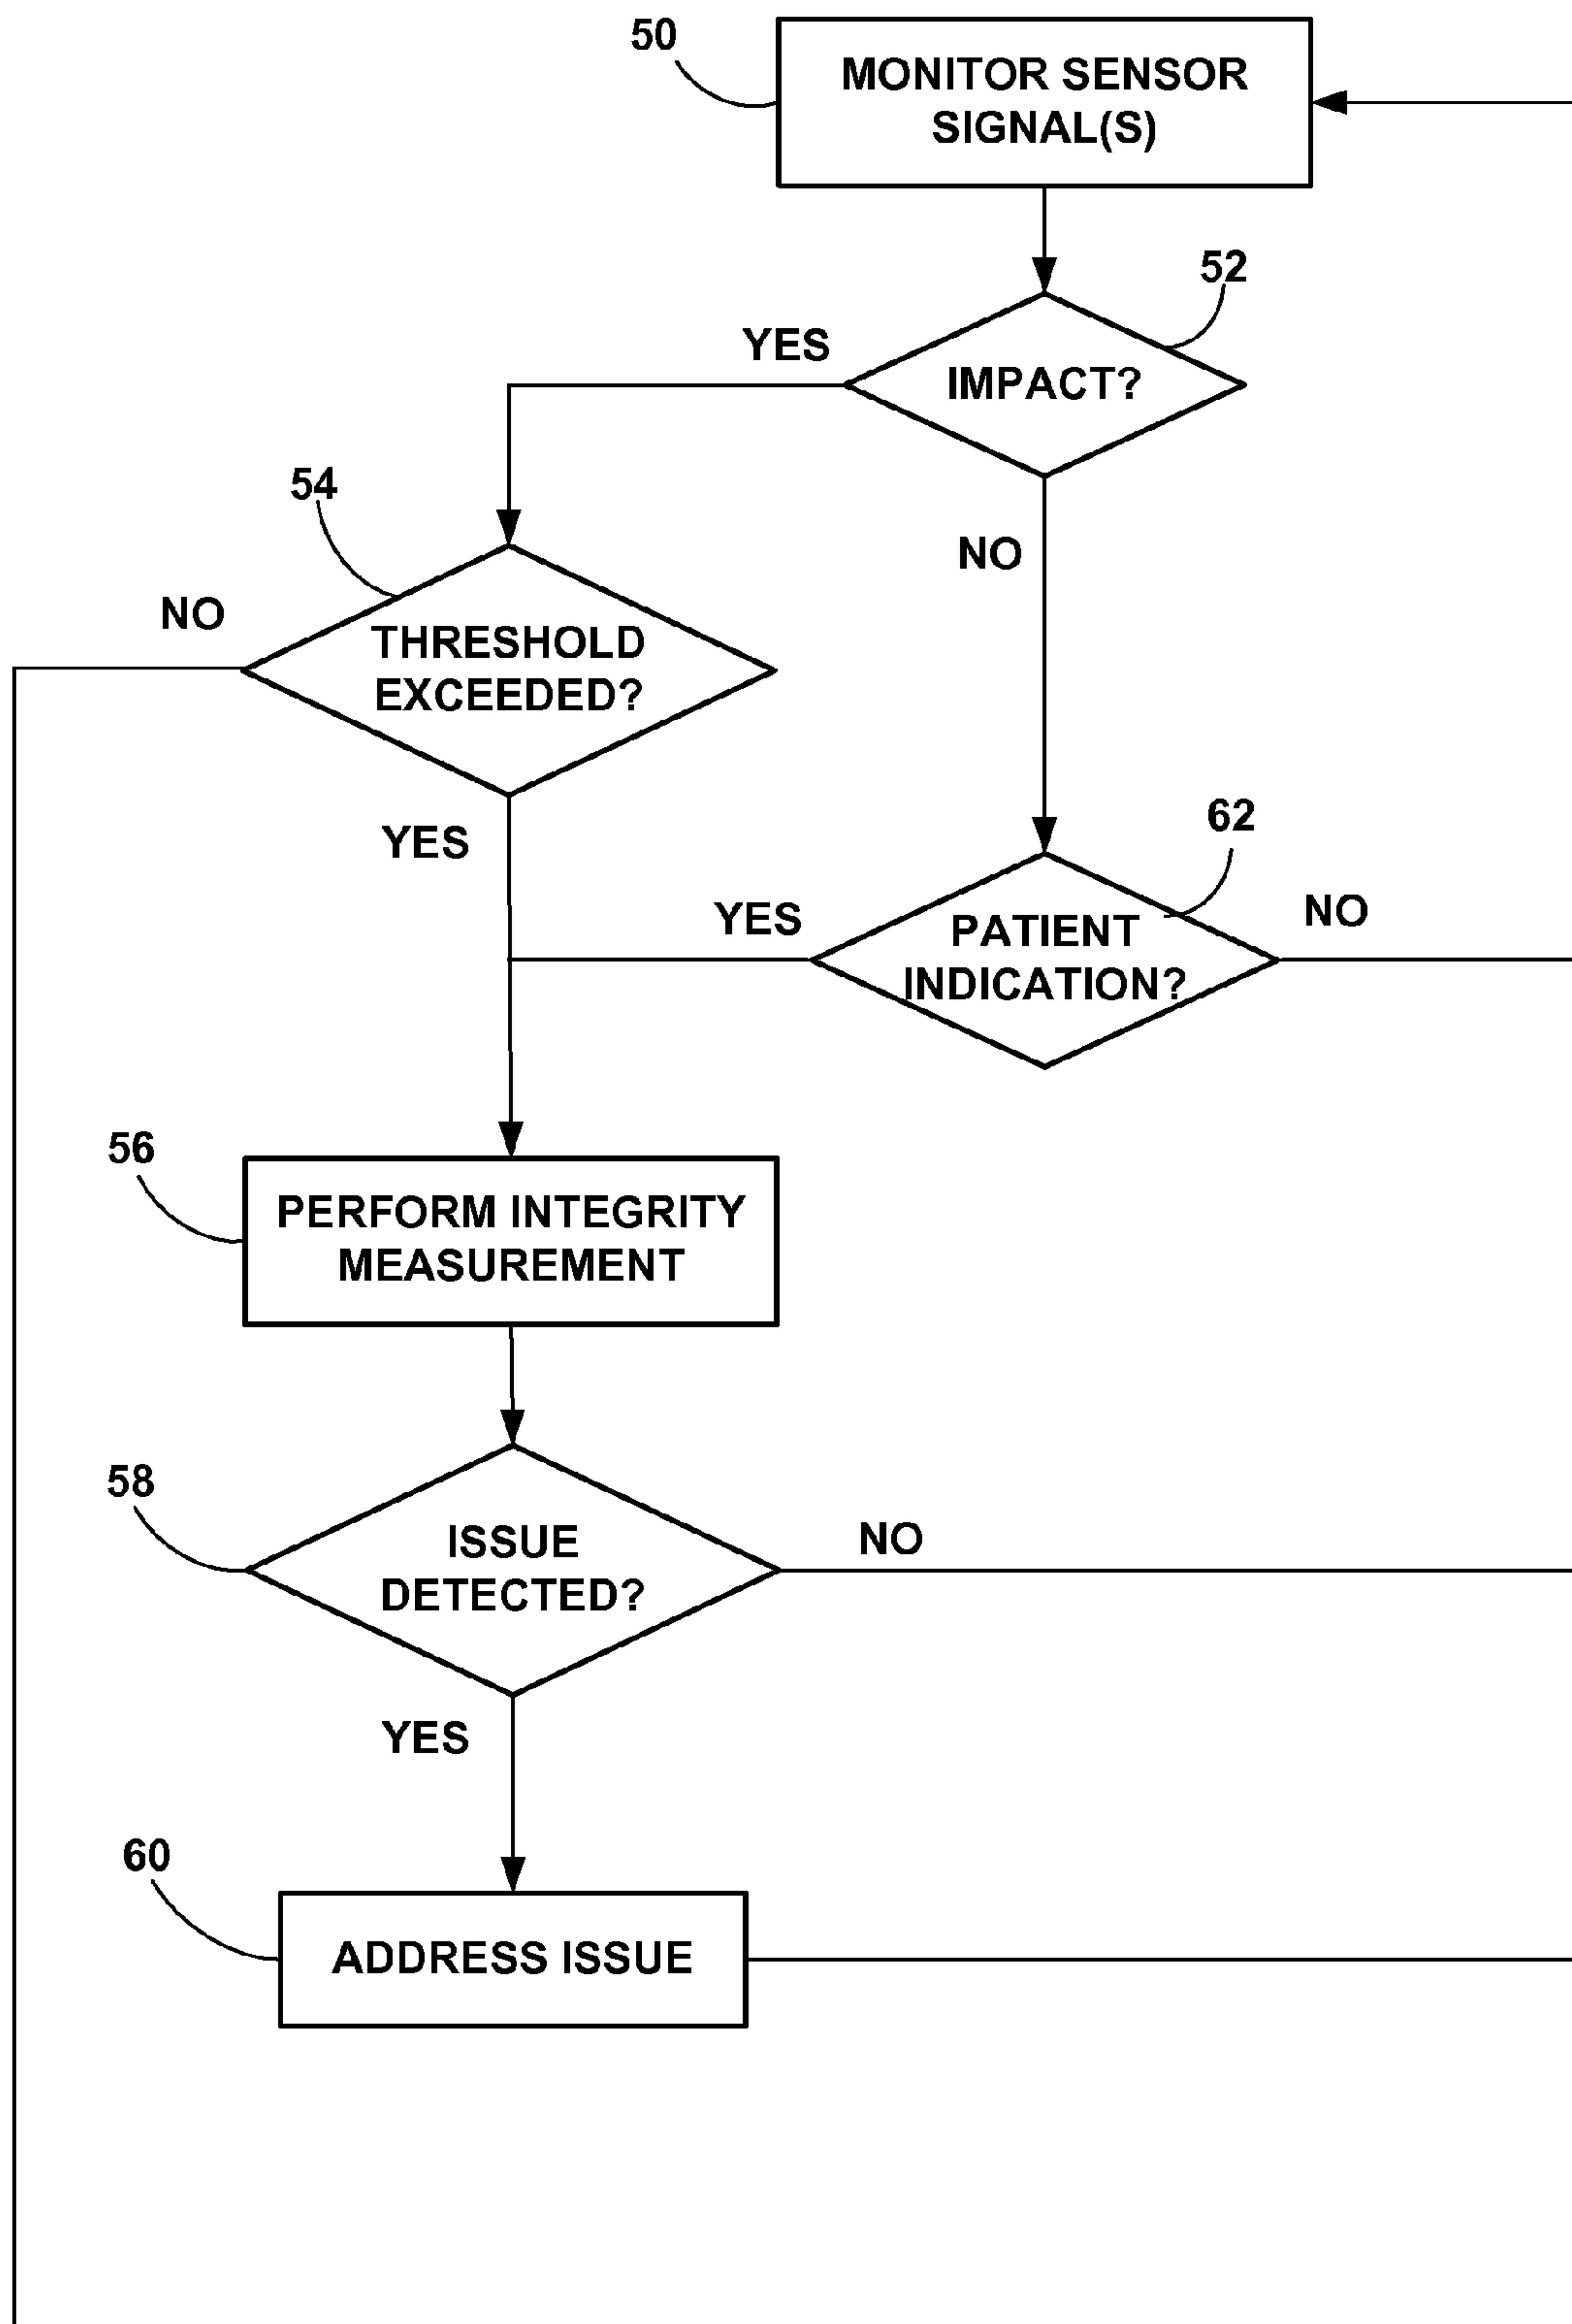 50
MONITOR SENSOR
SIGNAL(S)
52
YES
IMPACT?
54
NO
NO
THRESHOLD
EXCEEDED?
YES
62
YES
NO
PATIENT
INDICATION?
56
PERFORM INTEGRITY
MEASUREMENT
58
ISSUE
DETECTED?
NO
YES
60
ADDRESS ISSUE